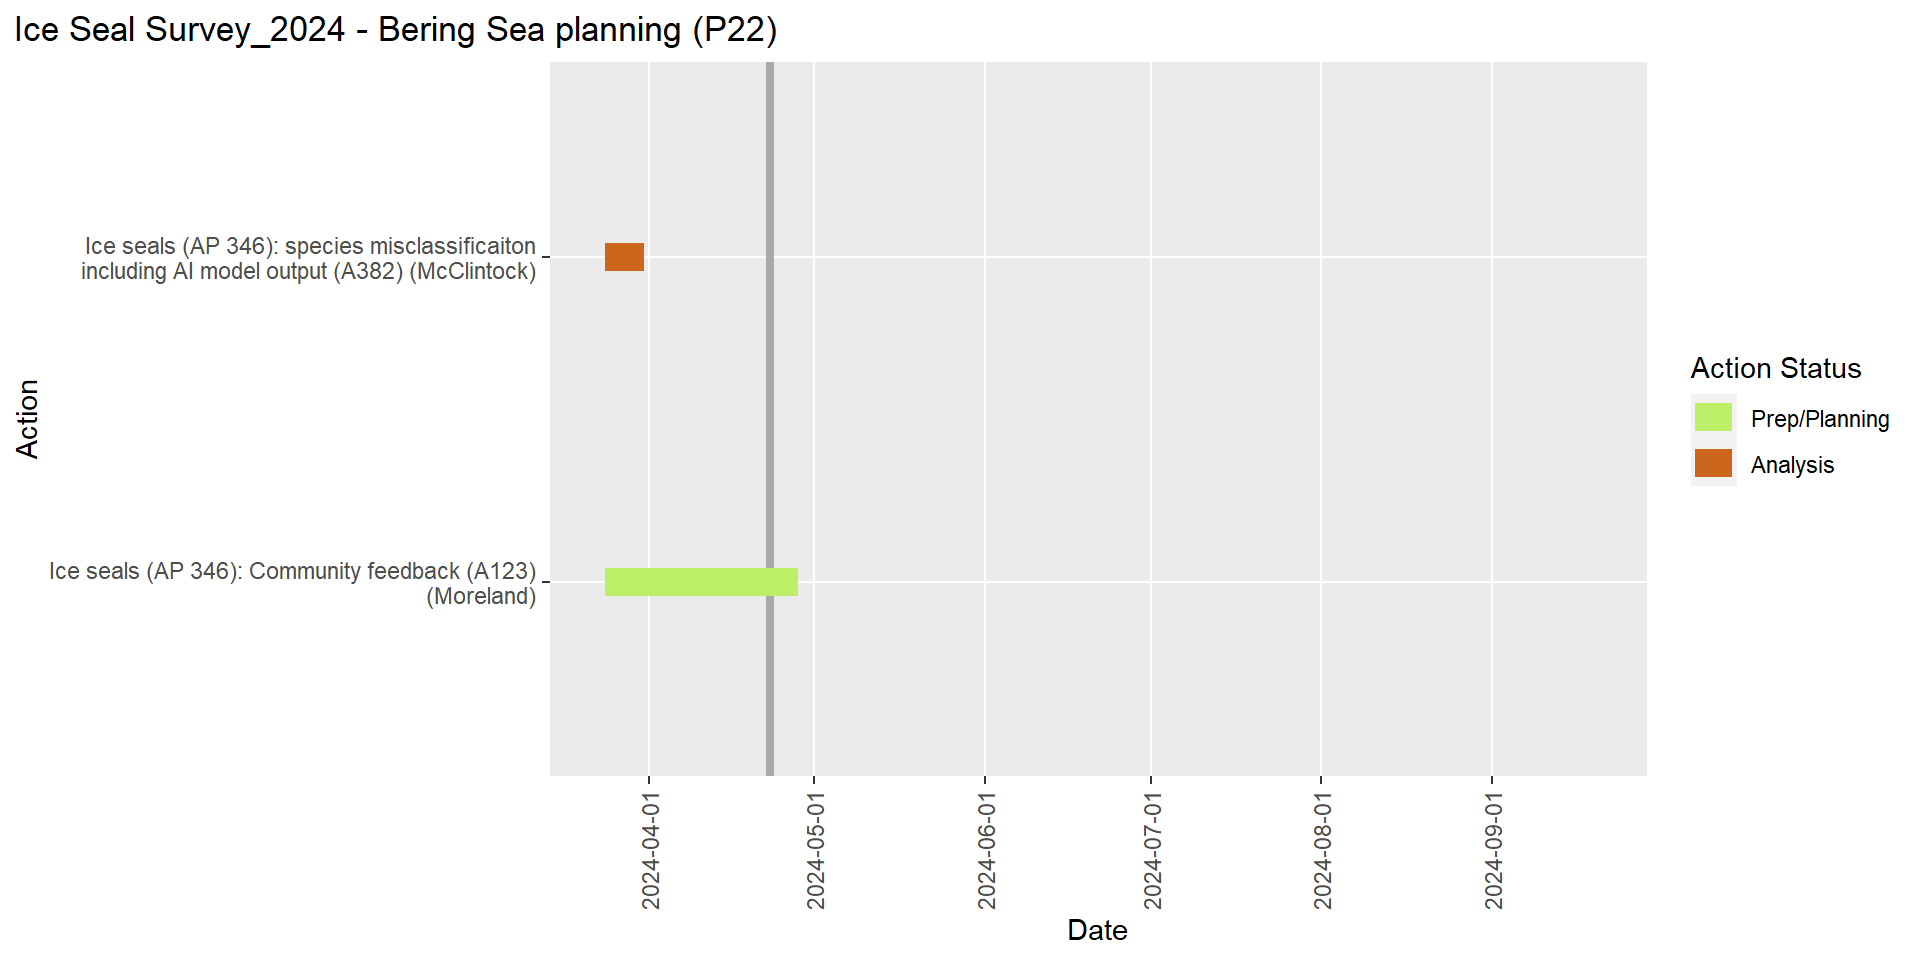 Ice Seal Survey_2024 - Bering Sea planning (P22)
Ice seals (AP 346): species misclassificaiton
including AI model output (A382) (McClintock)
Ice seals (AP 346): Community feedback (A123)
(Moreland)
Action
2024-04-01
2024-05-01
2024-06-01
2024-07-01
2024-08-01
2024-09-01
Date
Action Status
Prep/Planning
Analysis